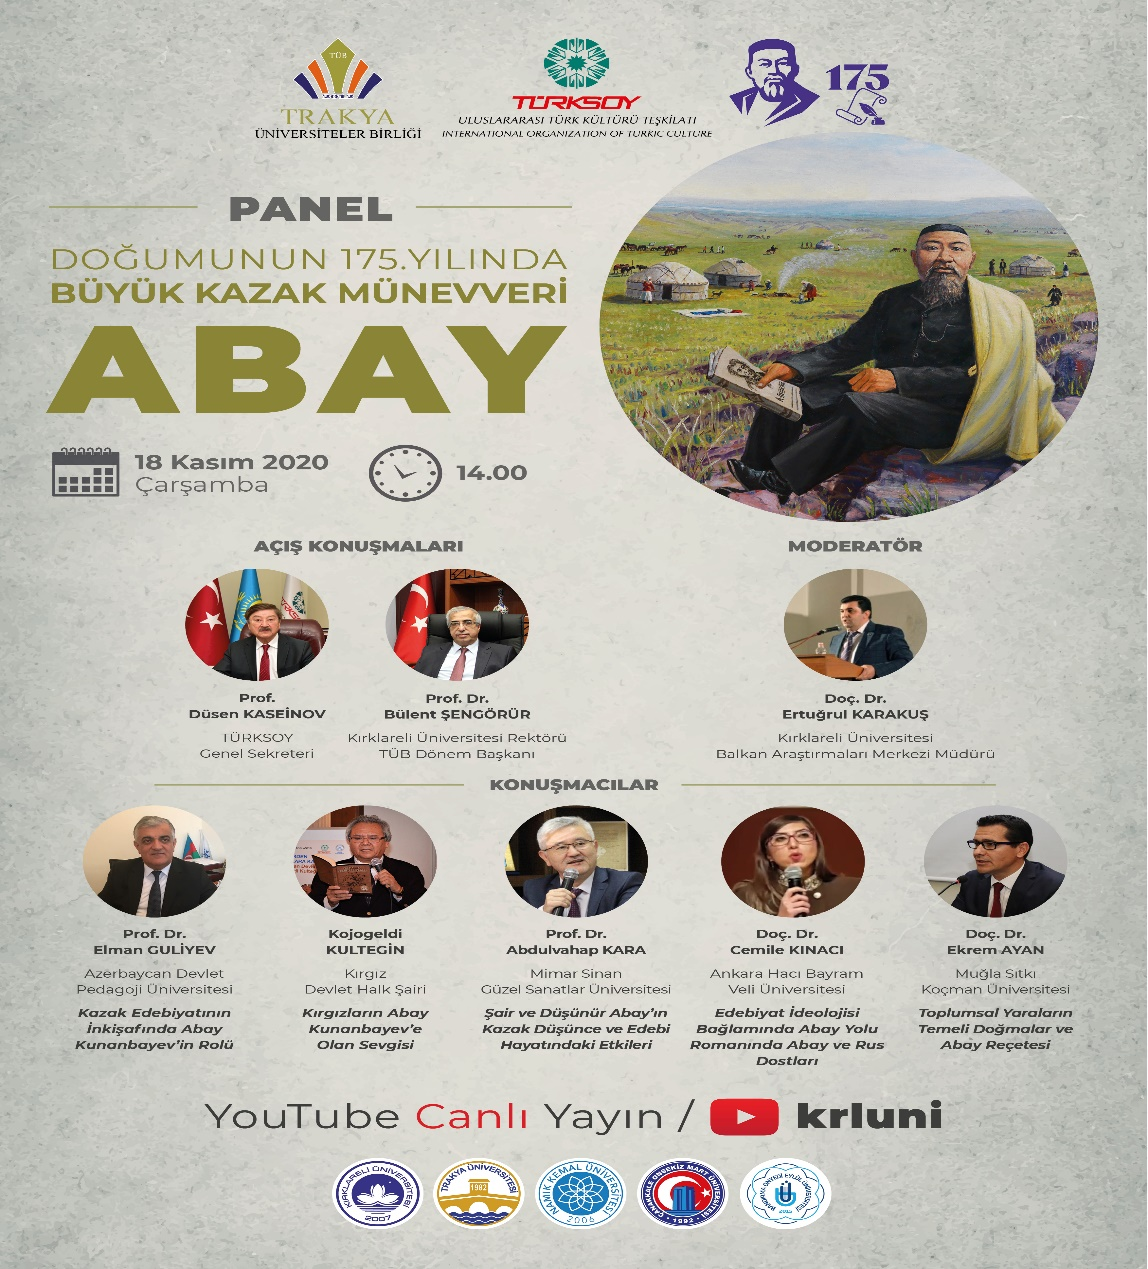 TÜB
TRAKYA
ÜNİVERSİTELER BİRLİĞİ
TÜRKSOY
ULUSLARARASI TÜRK KÜLTÜRÜ TEŞKİLATI
INTERNATIONAL ORGANIZATION OF TURKIC CULTURE
175
PANEL
DOĞUMUNUN 175.YILINDA
BÜYÜK KAZAK MÜNEVVERİ
ABAY
18 Kasım 2020
Çarşamba
14.00
AÇIŞ KONUŞMALARI
MODERATÖR
Prof.
Düsen KASEİNOV
TÜRKSOY
Genel Sekreteri
Prof. Dr.
Bülent ŞENGÖRÜR
Kırklareli Üniversitesi Rektörü
TÜB Dönem Başkanı
Doç. Dr.
Ertuğrul KARAKUŞ
Kırklareli Üniversitesi
Balkan Araştırmaları Merkezi Müdürü
KONUŞMACILAR
Prof. Dr.
Elman GULİYEV
Azerbaycan Devlet
Pedagoji Üniversitesi
Kazak Edebiyatının
İnkişafında Abay
Kunanbayev’in Rolü
Kojogeldi
KULTEGİN
Kırgız
Devlet Halk Şairi
Kırgızların Abay
Kunanbayev’e
Olan Sevgisi
Prof. Dr.
Abdulvahap KARA
Mimar Sinan
Güzel Sanatlar Üniversitesi
Şair ve Düşünür Abay’ın
Kazak Düşünce ve Edebi
Hayatındaki Etkileri
Doç. Dr.
Cemile KINACI
Ankara Hacı Bayram
Veli Üniversitesi
Edebiyat İdeolojisi
Bağlamında Abay Yolu
Romanında Abay ve Rus
Dostları
Doç. Dr.
Ekrem AYAN
Muğla Sıtkı
Koçman Üniversitesi
Toplumsal Yaraların
Temeli Doğmalar ve
Abay Reçetesi
YouTube Canlı Yayın / krluni
KIRKLARELİ ÜNİVERSİTESİ
2007
TRAKYA ÜNİVERSİTESİ
1982
NAMIK KEMAL ÜNİVERSİTESİ
2006
ÇANAKKALE ONSEKİZ MART ÜNİVERSİTESİ
1992
BANDIRMA ONYEDİ EYLÜL ÜNİVERSİTESİ
2015